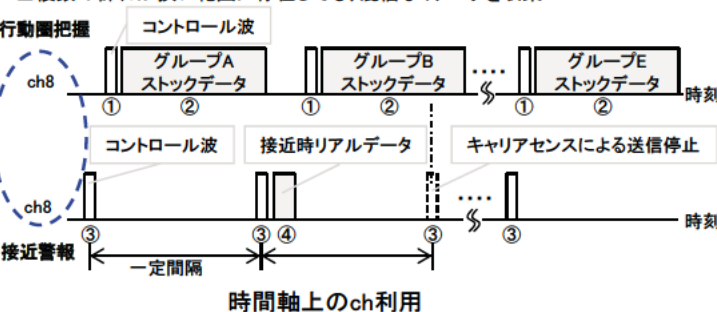 行動圏把握
コントロール波
グループA
ストックデータ
グループB
ストックデータ
‥‥
グループE
ストックデータ
ch8
① ② ① ② ① ②
時刻
コントロール波
接近時リアルデータ
キャリアセンスによる送信停止
‥‥
ch8
時刻
③ ③ ④ ③ ③
接近警報
一定間隔
時間軸上のch利用